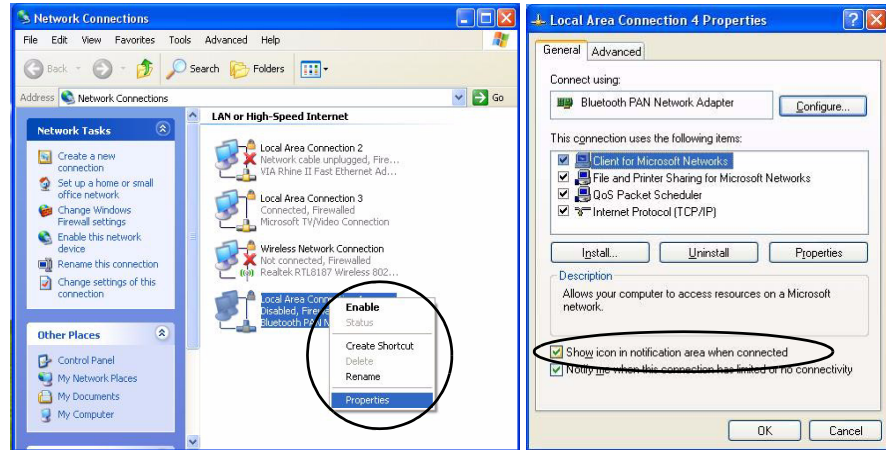 Network Connections
File Edit View Favorites Tools Advanced Help
Back Search Folders
Address Network Connections Go
Network Tasks
Create a new
connection
Set up a home or small
office network
Change Windows
Firewall settings
Enable this network
device
Rename this connection
Change settings of this
connection
Other Places
Control Panel
My Network Places
My Documents
My Computer
LAN or High-Speed Internet
Local Area Connection 2
Network cable unplugged, Fire...
VIA Rhine II Fast Ethernet Ad...
Local Area Connection 3
Connected, Firewalled
Microsoft TV/Video Connection
Wireless Network Connection
Not connected, Firewalled
Realtek RTL8187 Wireless 802...
Local Area
Disabled,
Bluetooth PAN N
Enable
Status
Create Shortcut
Delete
Rename
Properties
Local Area Connection 4 Properties
General Advanced
Connect using:
Bluetooth PAN Network Adapter Configure...
This connection uses the following items:
Client for Microsoft Networks
File and Printer Sharing for Microsoft Networks
QoS Packet Scheduler
Internet Protocol (TCP/IP)
Install... Uninstall Properties
Description
Allows your computer to access resources on a Microsoft
network.
Show icon in notification area when connected
Notify me when this connection has limited or no connectivity
OK Cancel